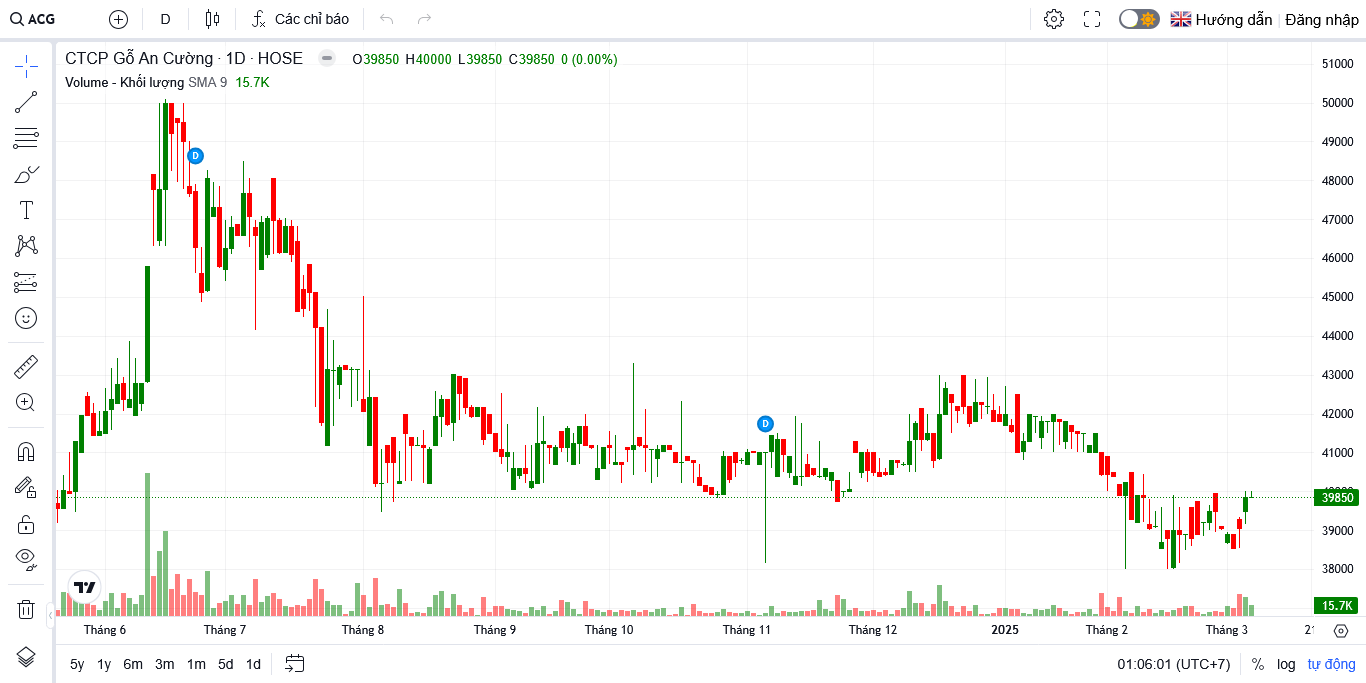 ACG D Các chỉ báo Hướng dẫn Đăng nhập
CTCP Gỗ An Cường · 1D · HOSE O39850 H40000 L39850 C39850 0 (0.00%)
Volume - Khối lượng SMA 9 15.7K
51000
50000
49000
D
48000
47000
46000
45000
44000
43000
42000
D
41000
40000
39850
39000
38000
15.7K
Tháng 6 Tháng 7 Tháng 8 Tháng 9 Tháng 10 Tháng 11 Tháng 12 2025 Tháng 2 Tháng 3
5y 1y 6m 3m 1m 5d 1d 01:06:01 (UTC+7) % log tự động